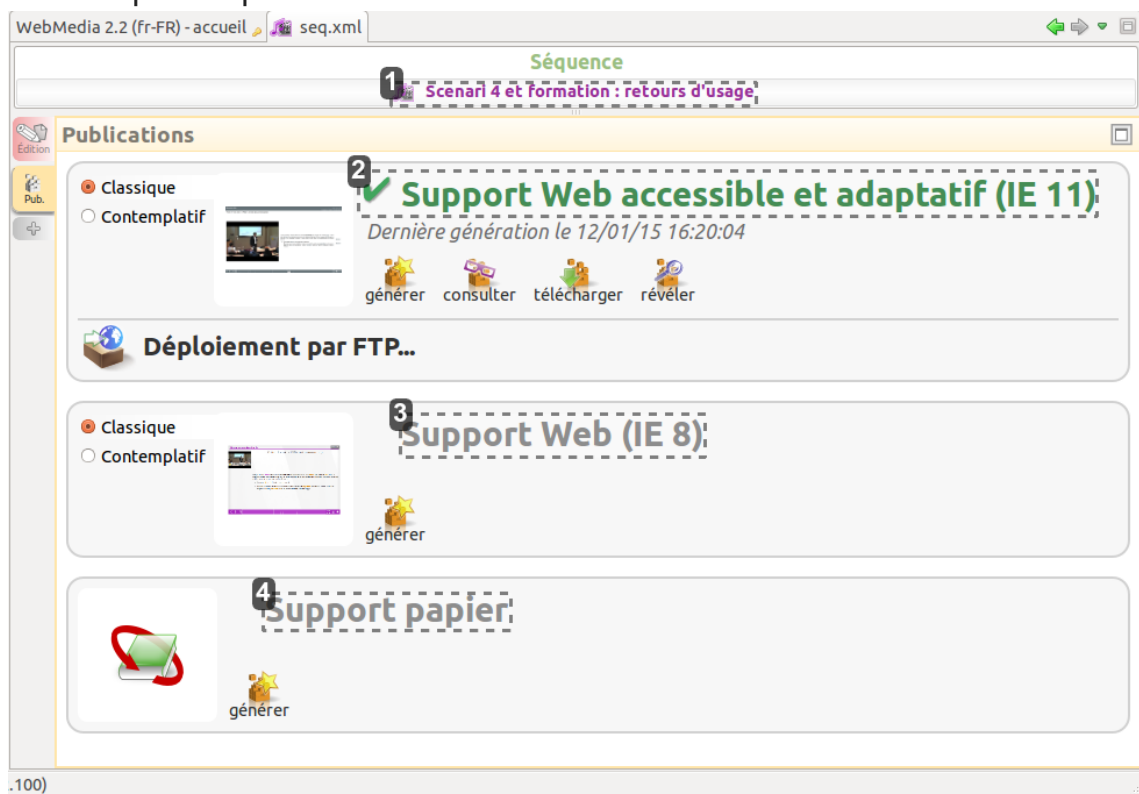 WebMedia 2.2 (fr-FR) - accueil seq.xml
Séquence
1 Scenari 4 et formation : retours d'usage
Édition
Publications
Pub.
Classique
Contemplatif
2 Support Web accessible et adaptatif (IE 11)
Dernière génération le 12/01/15 16:20:04
générer consulter télécharger révéler
Déploiement par FTP...
Classique
Contemplatif
3 Support Web (IE 8)
générer
4 Support papier
générer
.100)